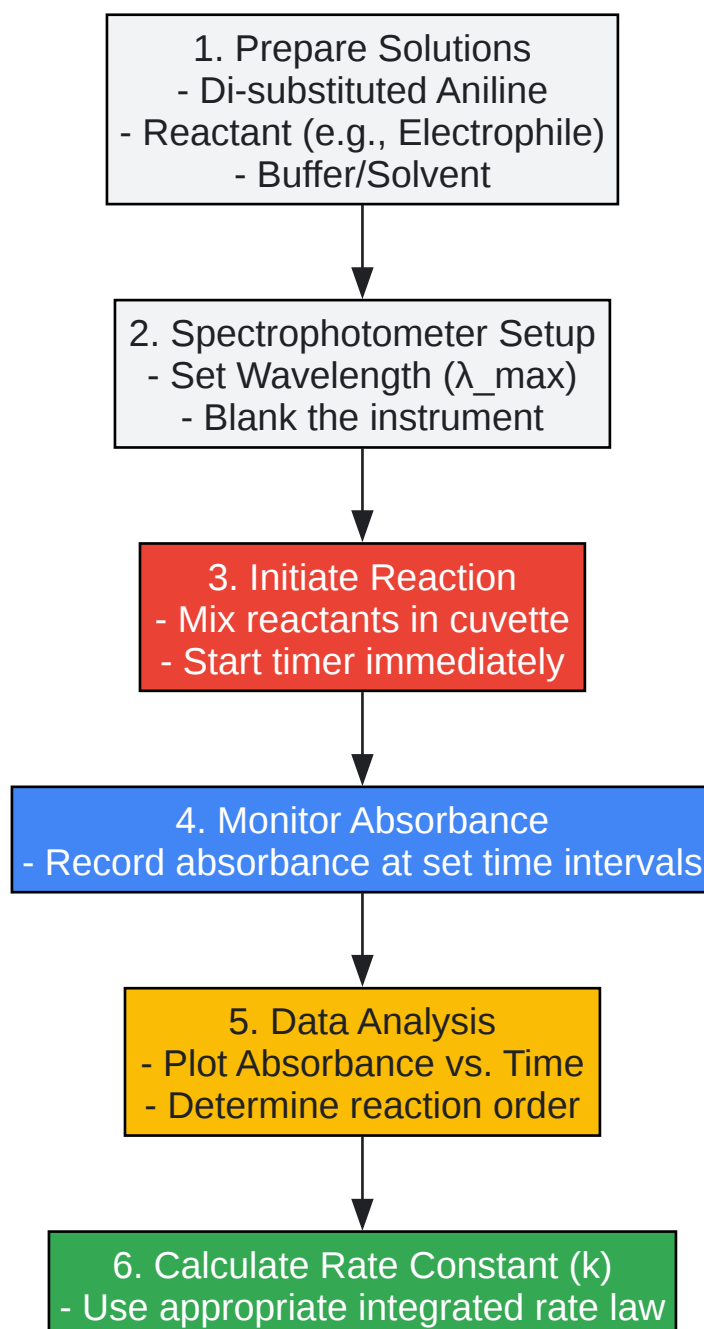 1. Prepare Solutions
- Di-substituted Aniline
- Reactant (e.g., Electrophile)
- Buffer/Solvent
2. Spectrophotometer Setup
- Set Wavelength (λ_max)
- Blank the instrument
3. Initiate Reaction
- Mix reactants in cuvette
- Start timer immediately
4. Monitor Absorbance
- Record absorbance at set time intervals
5. Data Analysis
- Plot Absorbance vs. Time
- Determine reaction order
6. Calculate Rate Constant (k)
- Use appropriate integrated rate law